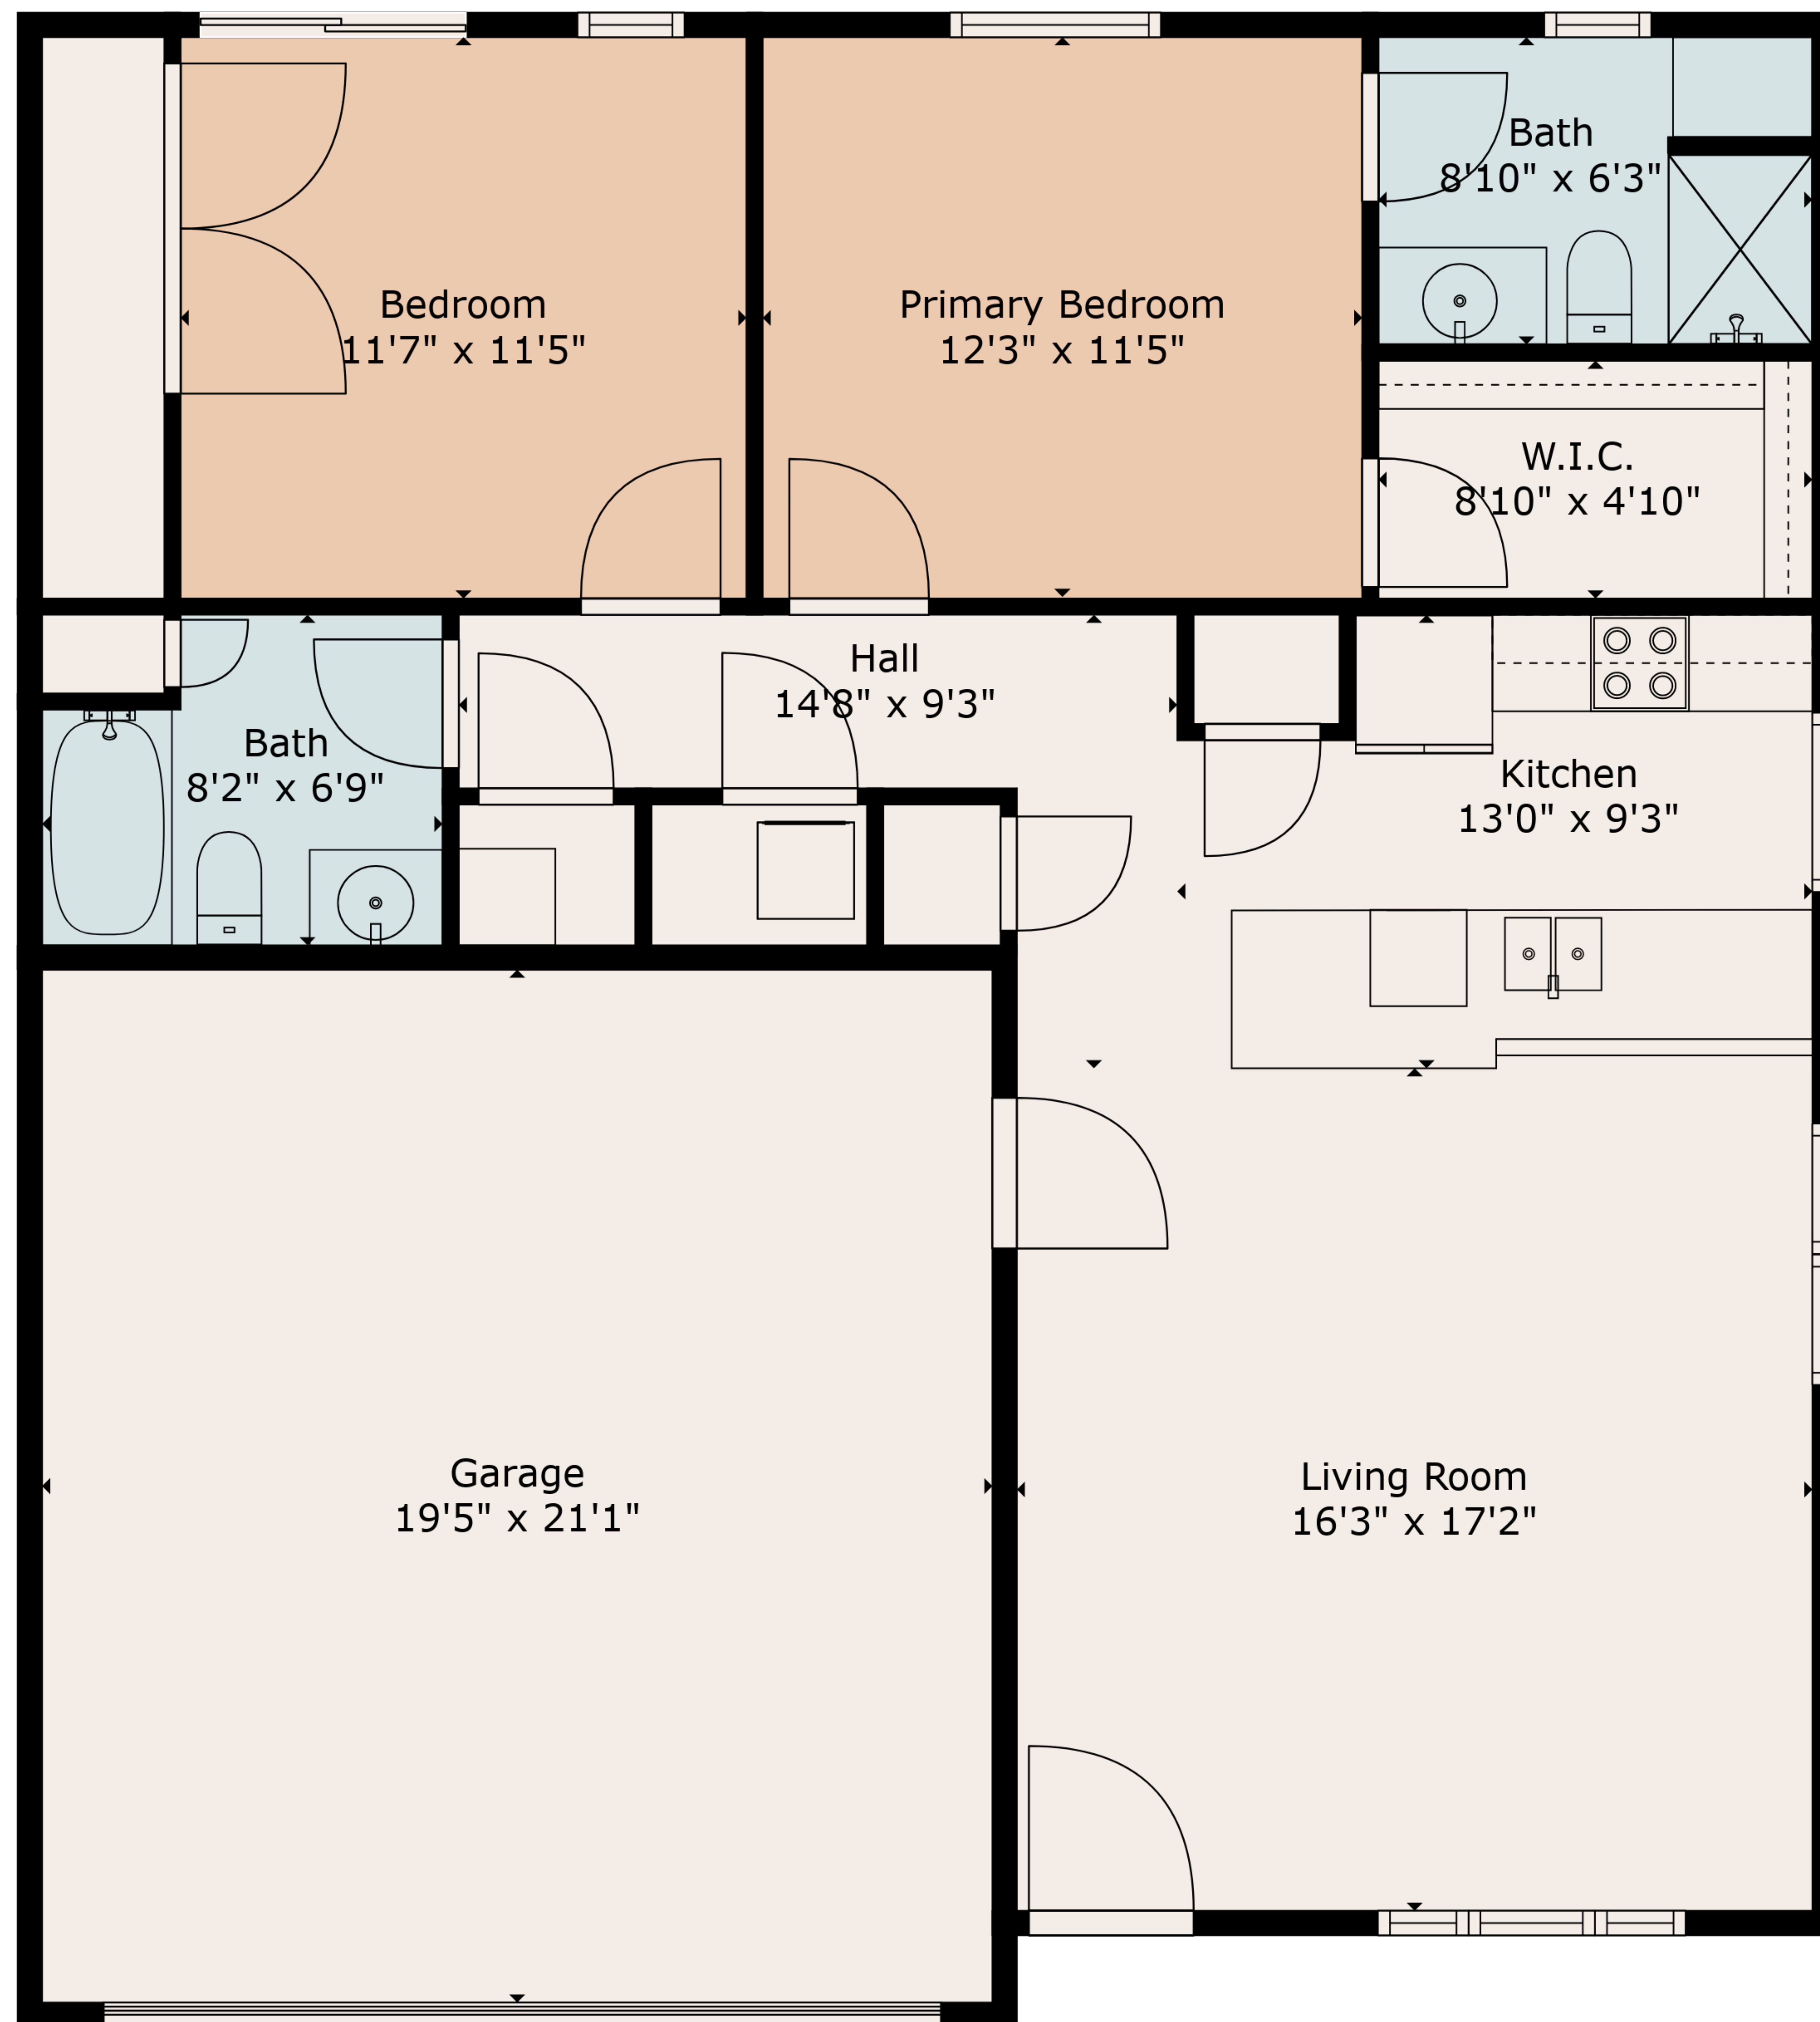 Bath
8'10" x 6'3"
Bedroom
11'7" x 11'5"
Primary Bedroom
12'3" x 11'5"
W.I.C.
8'10" x 4'10"
Hall
14'8" x 9'3"
Bath
8'2" x 6'9"
Kitchen
13'0" x 9'3"
Garage
19'5" x 21'1"
Living Room
16'3" x 17'2"